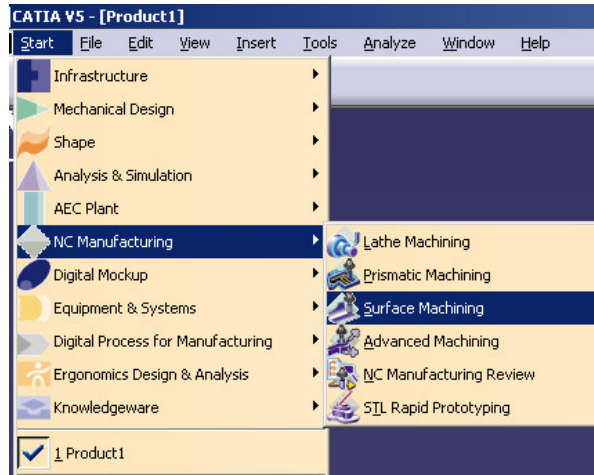 CATIA V5 - [Product1]
Start File Edit View Insert Tools Analyze Window Help
Infrastructure
Mechanical Design
Shape
Analysis & Simulation
AEC Plant
NC Manufacturing
Digital Mockup
Equipment & Systems
Digital Process for Manufacturing
Ergonomics Design & Analysis
Knowledgeware
1 Product1
Lathe Machining
Prismatic Machining
Surface Machining
Advanced Machining
NC Manufacturing Review
STL Rapid Prototyping